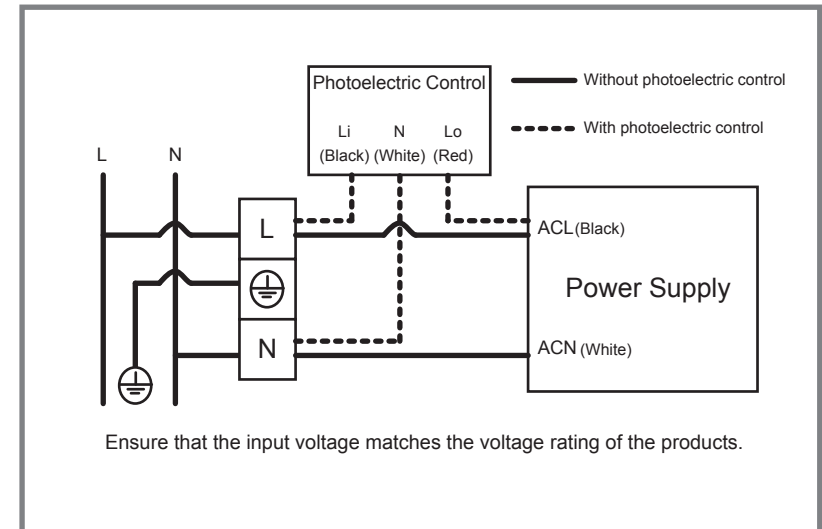 Photoelectric Control
Li N Lo
(Black) (White) (Red)
Without photoelectric control
With photoelectric control
L N
L
N
ACL(Black)
Power Supply
ACN (White)
Ensure that the input voltage matches the voltage rating of the products.